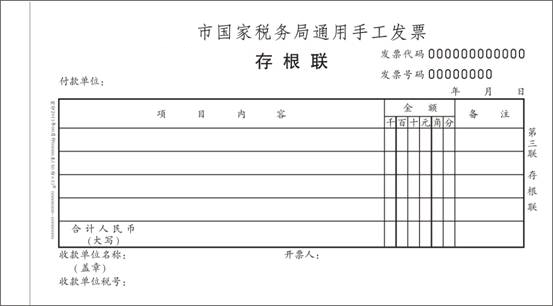 市国家税务局通用手工发票
存根联
发票代码 000000000000
发票号码 00000000
付款单位：
年 月 日
项目内容
金额
备注
千 百 十 元 角 分
第三联 存根联
合计人民币
（大写）
收款单位名称：
开票人：
（盖章）
收款单位税号：